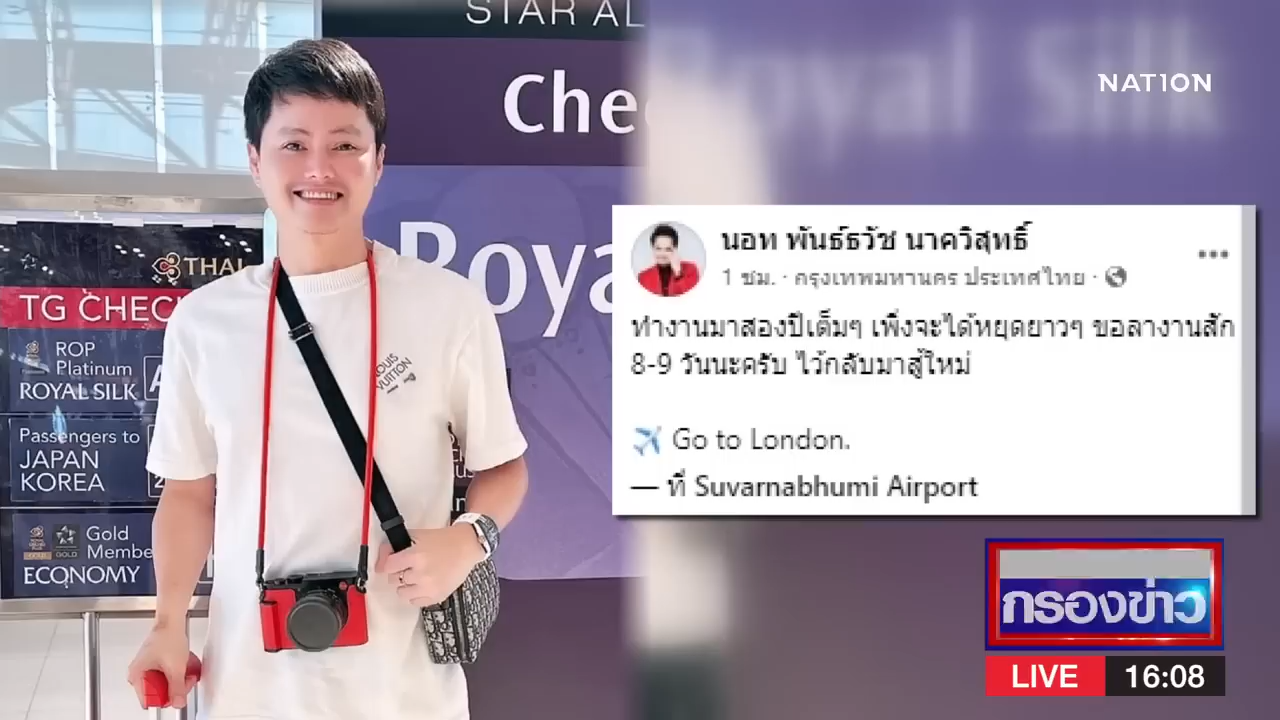 STAR AL
Che
Roya
Royal Silk
NATION
THAI
TG CHEC
ROP
Platinum
ROYAL SILK
Passengers to
JAPAN
KOREA
Gold
Membe
ECONOMY
LOUIS
VUITTON
นอท พันธ์ธวัช นาควิสุทธิ์
1 ชม. · กรุงเทพมหานคร ประเทศไทย ·
ทำงานมาสองปีเต็มๆ เพิ่งจะได้หยุดยาวๆ ขอลางานสัก
8-9 วันนะครับ ไว้กลับมาสู้ใหม่
✈️ Go to London.
— ที่ Suvarnabhumi Airport
กรองข่าว
LIVE 16:08